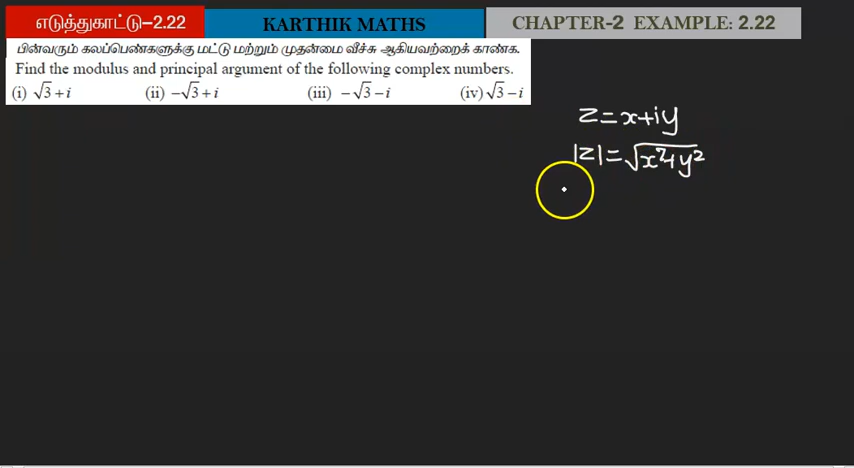 எடுத்துகாட்டு-2.22 KARTHIK MATHS CHAPTER-2 EXAMPLE: 2.22
பின்வரும் கலப்பெண்களுக்கு மட்டு மற்றும் முதன்மை வீச்சு ஆகியவற்றைக் காண்க.
Find the modulus and principal argument of the following complex numbers.
(i) √3+i (ii) −√3+i (iii) −√3−i (iv) √3−i
z=x+iy
|z|=√x²+y²